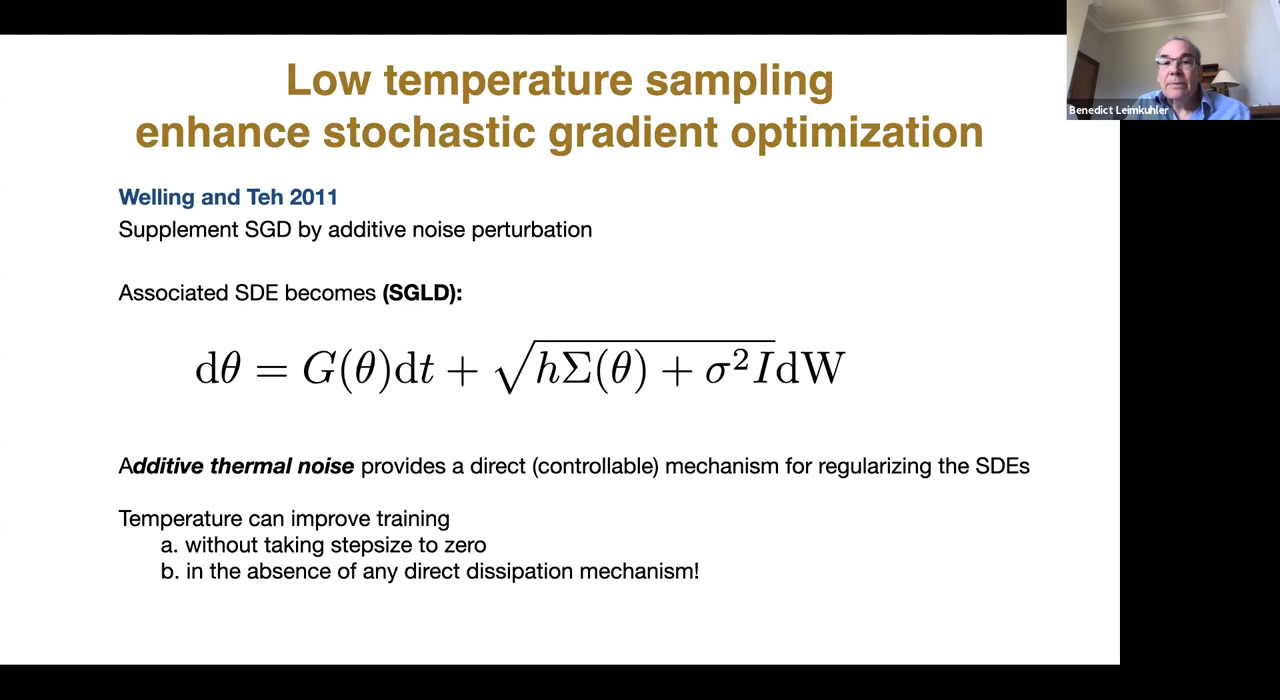 Low temperature sampling
enhance stochastic gradient optimization
Benedict Leimkuhler
Welling and Teh 2011
Supplement SGD by additive noise perturbation
Associated SDE becomes (SGLD):
dθ = G(θ)dt + √(hΣ(θ) + σ²I)dW
Additive thermal noise provides a direct (controllable) mechanism for regularizing the SDEs
Temperature can improve training
a. without taking stepsize to zero
b. in the absence of any direct dissipation mechanism!